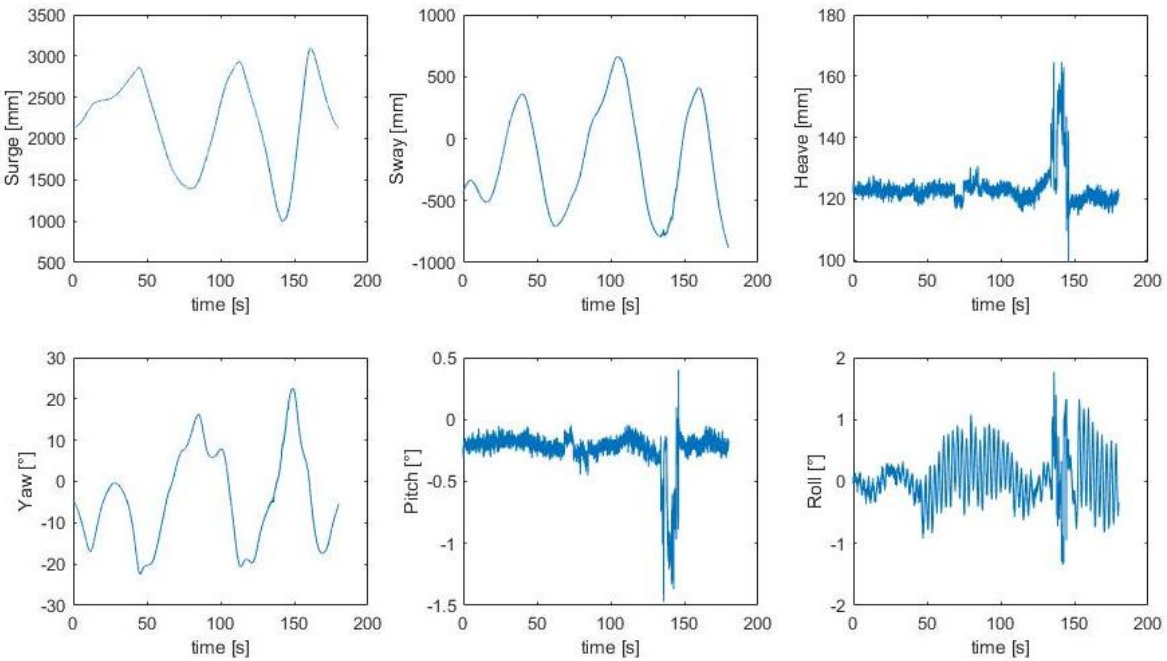 3500
3000
2500
2000
1500
1000
500
Surge [mm]
0 50 100 150 200
time [s]
1000
500
0
-500
-1000
Sway [mm]
0 50 100 150 200
time [s]
180
160
140
120
100
Heave [mm]
0 50 100 150 200
time [s]
30
20
10
0
-10
-20
-30
Yaw [°]
0 50 100 150 200
time [s]
0.5
0
-0.5
-1
-1.5
Pitch [°]
0 50 100 150 200
time [s]
2
1
0
-1
-2
Roll [°]
0 50 100 150 200
time [s]